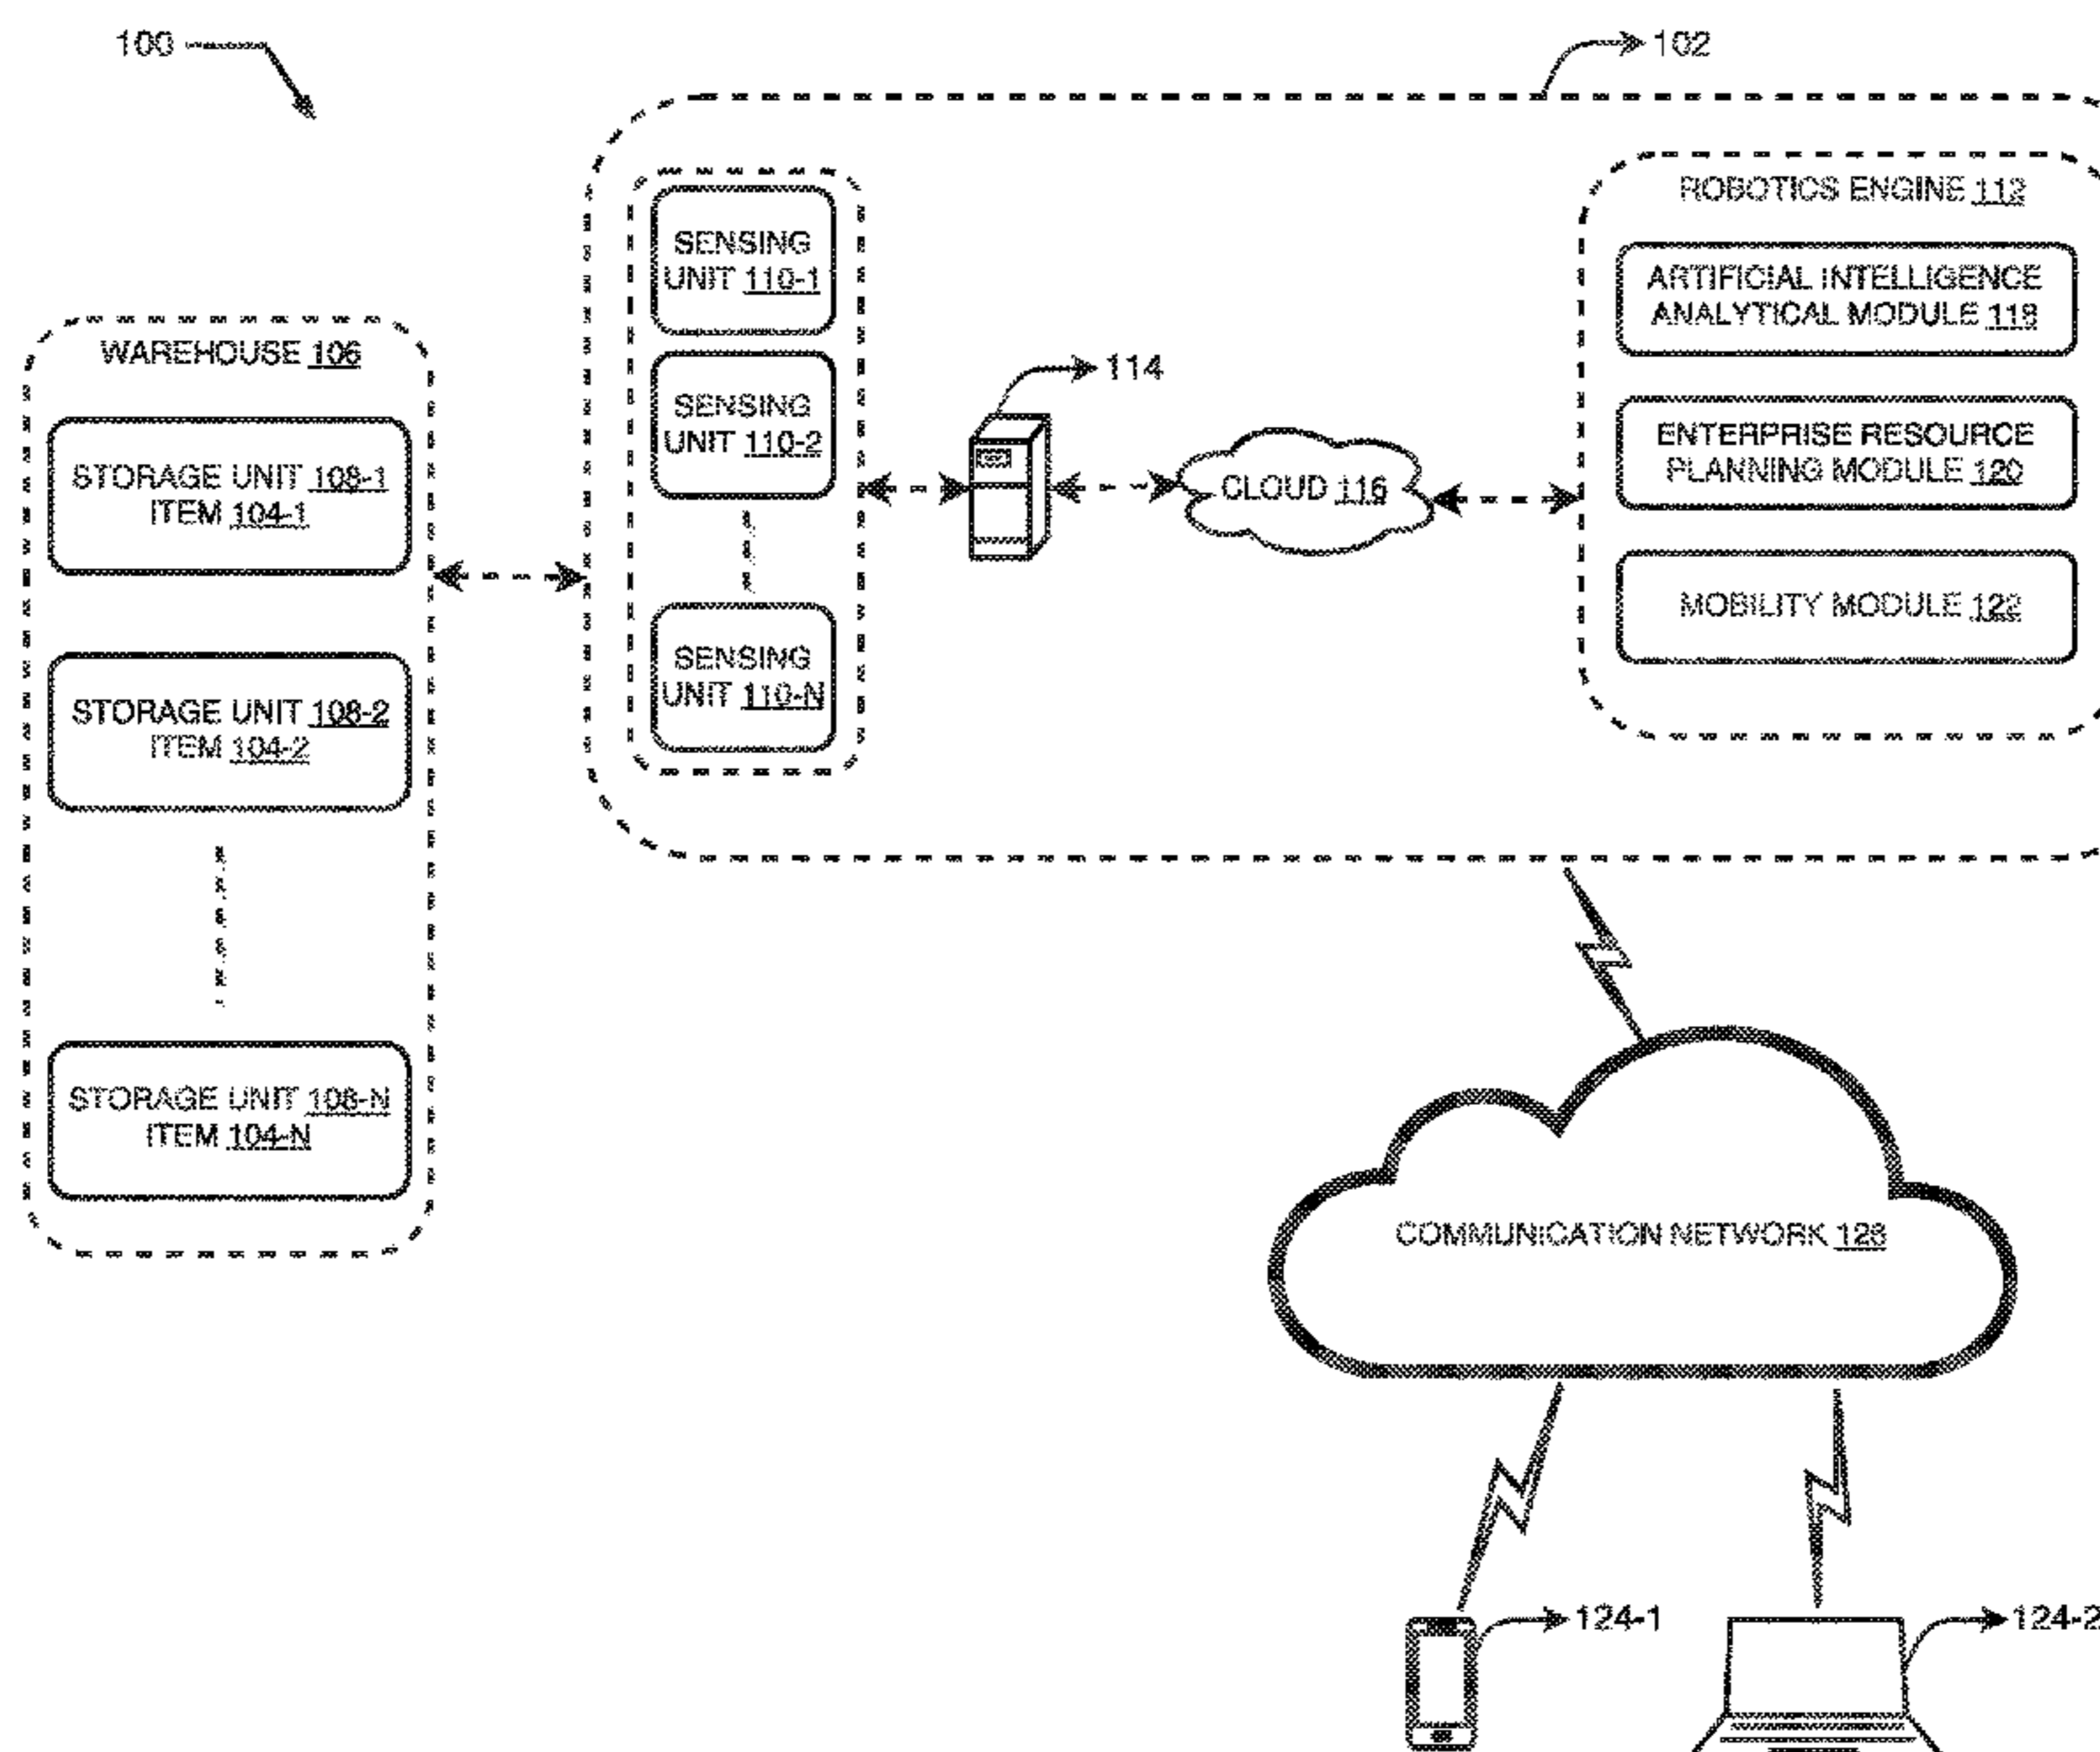 100
102
WAREHOUSE 106
STORAGE UNIT 108-1
ITEM 104-1
STORAGE UNIT 108-2
ITEM 104-2
STORAGE UNIT 108-N
ITEM 104-N
SENSING
UNIT 110-1
SENSING
UNIT 110-2
SENSING
UNIT 110-N
114
CLOUD 116
ROBOTICS ENGINE 112
ARTIFICIAL INTELLIGENCE
ANALYTICAL MODULE 118
ENTERPRISE RESOURCE
PLANNING MODULE 120
MOBILITY MODULE 122
COMMUNICATION NETWORK
124-1
124-2